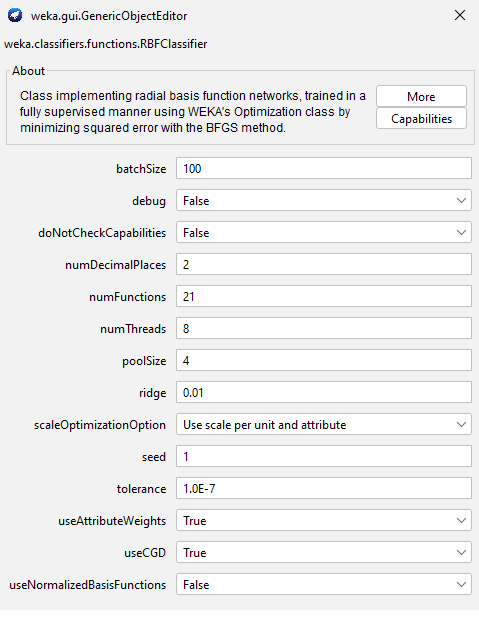 weka.gui.GenericObjectEditor
weka.classifiers.functions.RBFClassifier
About
Class implementing radial basis function networks, trained in a
fully supervised manner using WEKA's Optimization class by
minimizing squared error with the BFGS method.
More
Capabilities
batchSize 100
debug False
doNotCheckCapabilities False
numDecimalPlaces 2
numFunctions 21
numThreads 8
poolSize 4
ridge 0.01
scaleOptimizationOption Use scale per unit and attribute
seed 1
tolerance 1.0E-7
useAttributeWeights True
useCGD True
useNormalizedBasisFunctions False